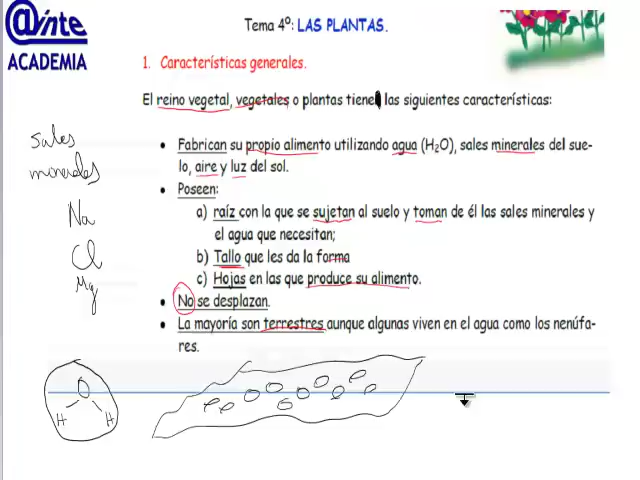 @inte
ACADEMIA
Tema 4º: LAS PLANTAS.
1. Características generales.
El reino vegetal, vegetales o plantas tiene las siguientes características:
• Fabrican su propio alimento utilizando agua (H₂O), sales minerales del sue-
lo, aire y luz del sol.
• Poseen:
a) raíz con la que se sujetan al suelo y toman de él las sales minerales y
el agua que necesitan;
b) Tallo que les da la forma
c) Hojas en las que produce su alimento.
• No se desplazan.
• La mayoría son terrestres aunque algunas viven en el agua como los nenúfa-
res.
sales
minerales
Na
Cl
Mg
O
H H